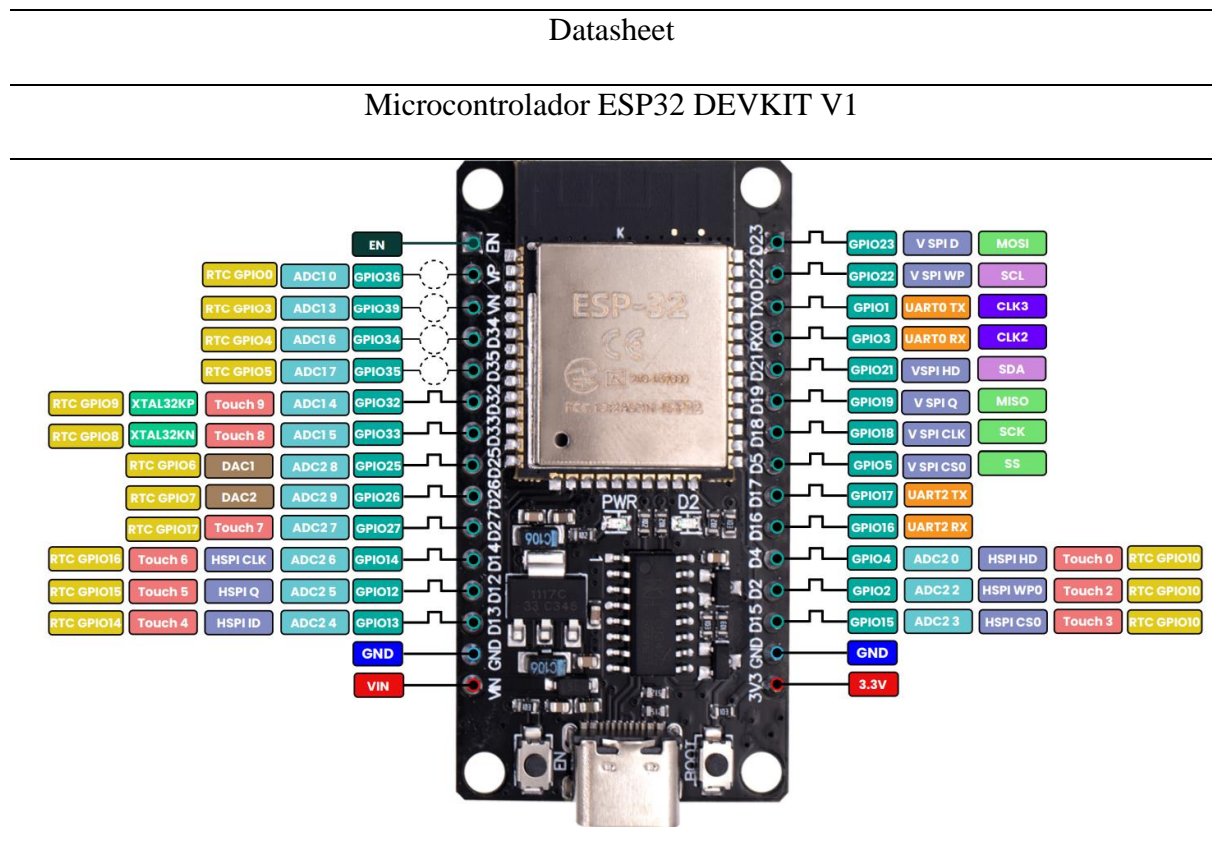 Datasheet
Microcontrolador ESP32 DEVKIT V1
K
EN EN D23 GPIO23 V SPI D MOSI
RTC GPIO0 ADC1 0 GPIO36 VP D22 GPIO22 V SPI WP SCL
RTC GPIO3 ADC1 3 GPIO39 VN ESP-32 TX0 GPIO1 UART0 TX CLK3
RTC GPIO4 ADC1 6 GPIO34 D34 CE RX0 GPIO3 UART0 RX CLK2
RTC GPIO5 ADC1 7 GPIO35 D35 D21 GPIO21 VSPI HD SDA
RTC GPIO9 XTAL32KP Touch 9 ADC1 4 GPIO32 D32 D19 GPIO19 V SPI Q MISO
RTC GPIO8 XTAL32KN Touch 8 ADC1 5 GPIO33 D33 D18 GPIO18 V SPI CLK SCK
RTC GPIO6 DAC1 ADC2 8 GPIO25 D25 D5 GPIO5 V SPI CS0 SS
RTC GPIO7 DAC2 ADC2 9 GPIO26 D26 PWR D2 D17 GPIO17 UART2 TX
RTC GPIO17 Touch 7 ADC2 7 GPIO27 D27 D16 GPIO16 UART2 RX
RTC GPIO16 Touch 6 HSPI CLK ADC2 6 GPIO14 D14 1 D4 GPIO4 ADC2 0 HSPI HD Touch 0 RTC GPIO10
RTC GPIO15 Touch 5 HSPI Q ADC2 5 GPIO12 D12 1117C D2 GPIO2 ADC2 2 HSPI WP0 Touch 2 RTC GPIO10
RTC GPIO14 Touch 4 HSPI ID ADC2 4 GPIO13 D13 33 C346 D15 GPIO15 ADC2 3 HSPI CS0 Touch 3 RTC GPIO10
GND GND GND GND
VIN VIN 3V3 3.3V
EN BOOT